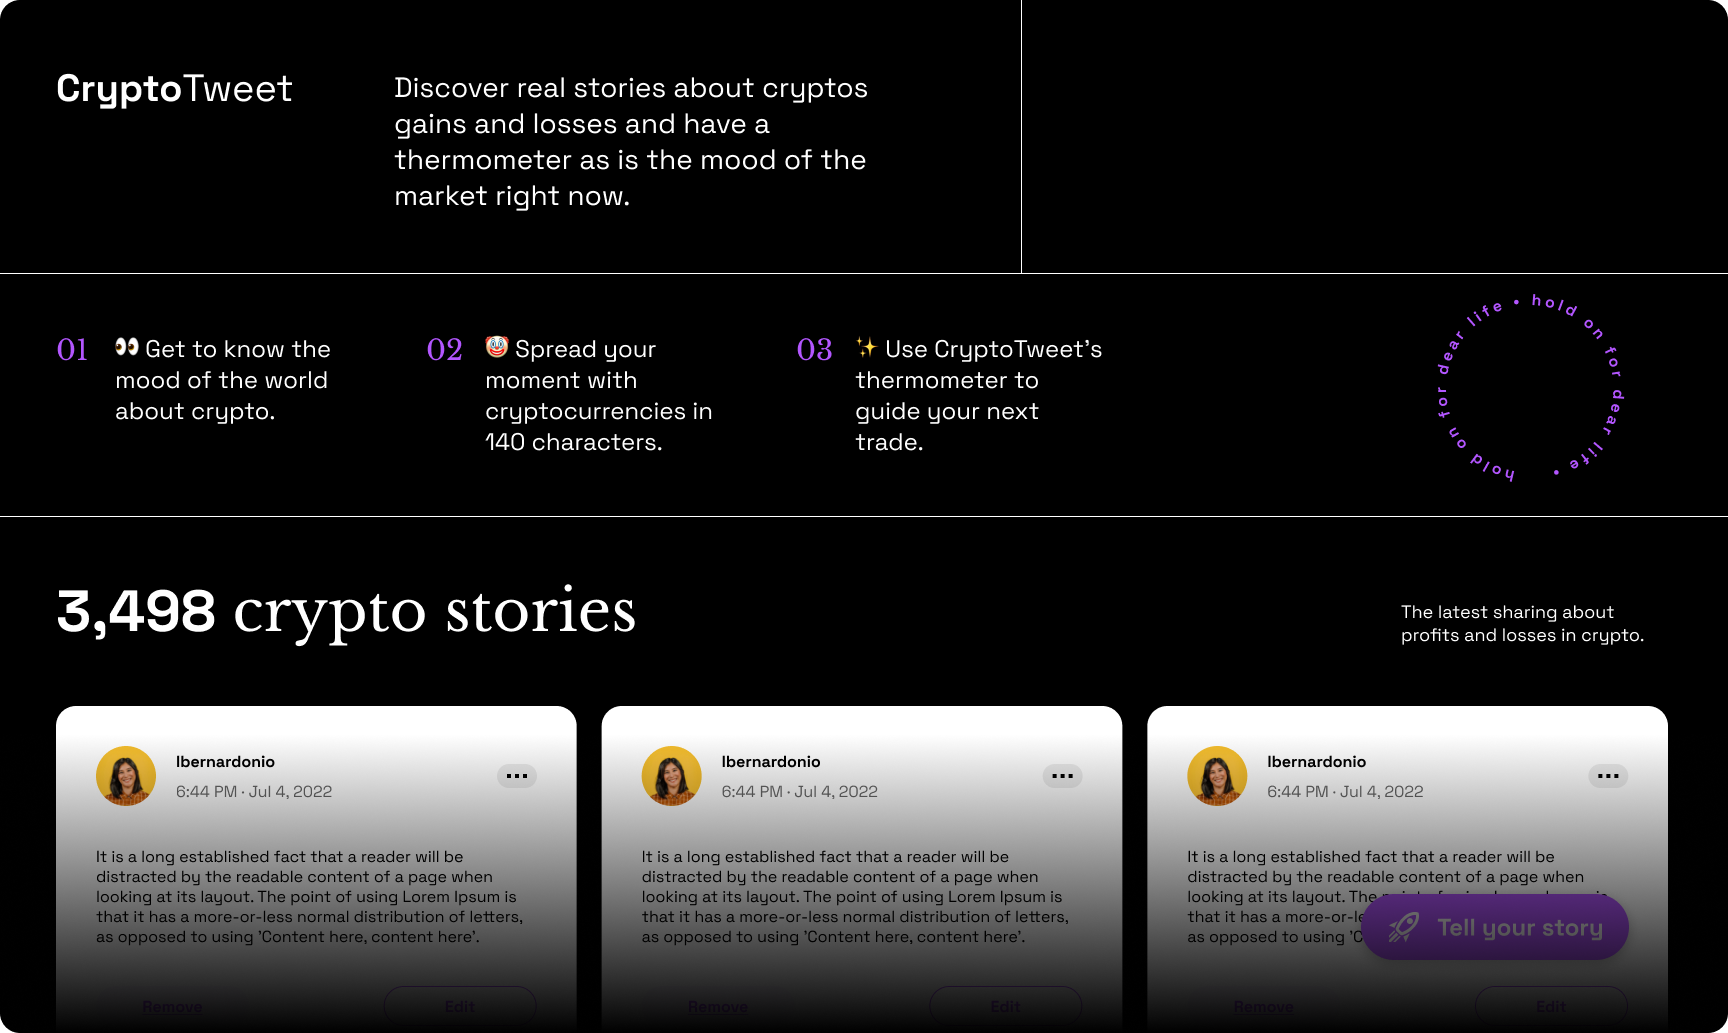 CryptoTweet
Discover real stories about cryptos
gains and losses and have a
thermometer as is the mood of the
market right now.
01
👀 Get to know the
mood of the world
about crypto.
02
🤡 Spread your
moment with
cryptocurrencies in
140 characters.
03
✨ Use CryptoTweet's
thermometer to
guide your next
trade.
hold on for dear life • hold on for dear life •
3,498 crypto stories
The latest sharing about
profits and losses in crypto.
lbernardonio
6:44 PM · Jul 4, 2022
It is a long established fact that a reader will be
distracted by the readable content of a page when
looking at its layout. The point of using Lorem Ipsum is
that it has a more-or-less normal distribution of letters,
as opposed to using 'Content here, content here'.
Remove
Edit
lbernardonio
6:44 PM · Jul 4, 2022
It is a long established fact that a reader will be
distracted by the readable content of a page when
looking at its layout. The point of using Lorem Ipsum is
that it has a more-or-less normal distribution of letters,
as opposed to using 'Content here, content here'.
Remove
Edit
lbernardonio
6:44 PM · Jul 4, 2022
It is a long established fact that a reader will be
distracted by the readable content of a page when
looking at its layout. The
that it has a more-or-le
as opposed to using 'C
Tell your story
Remove
Edit